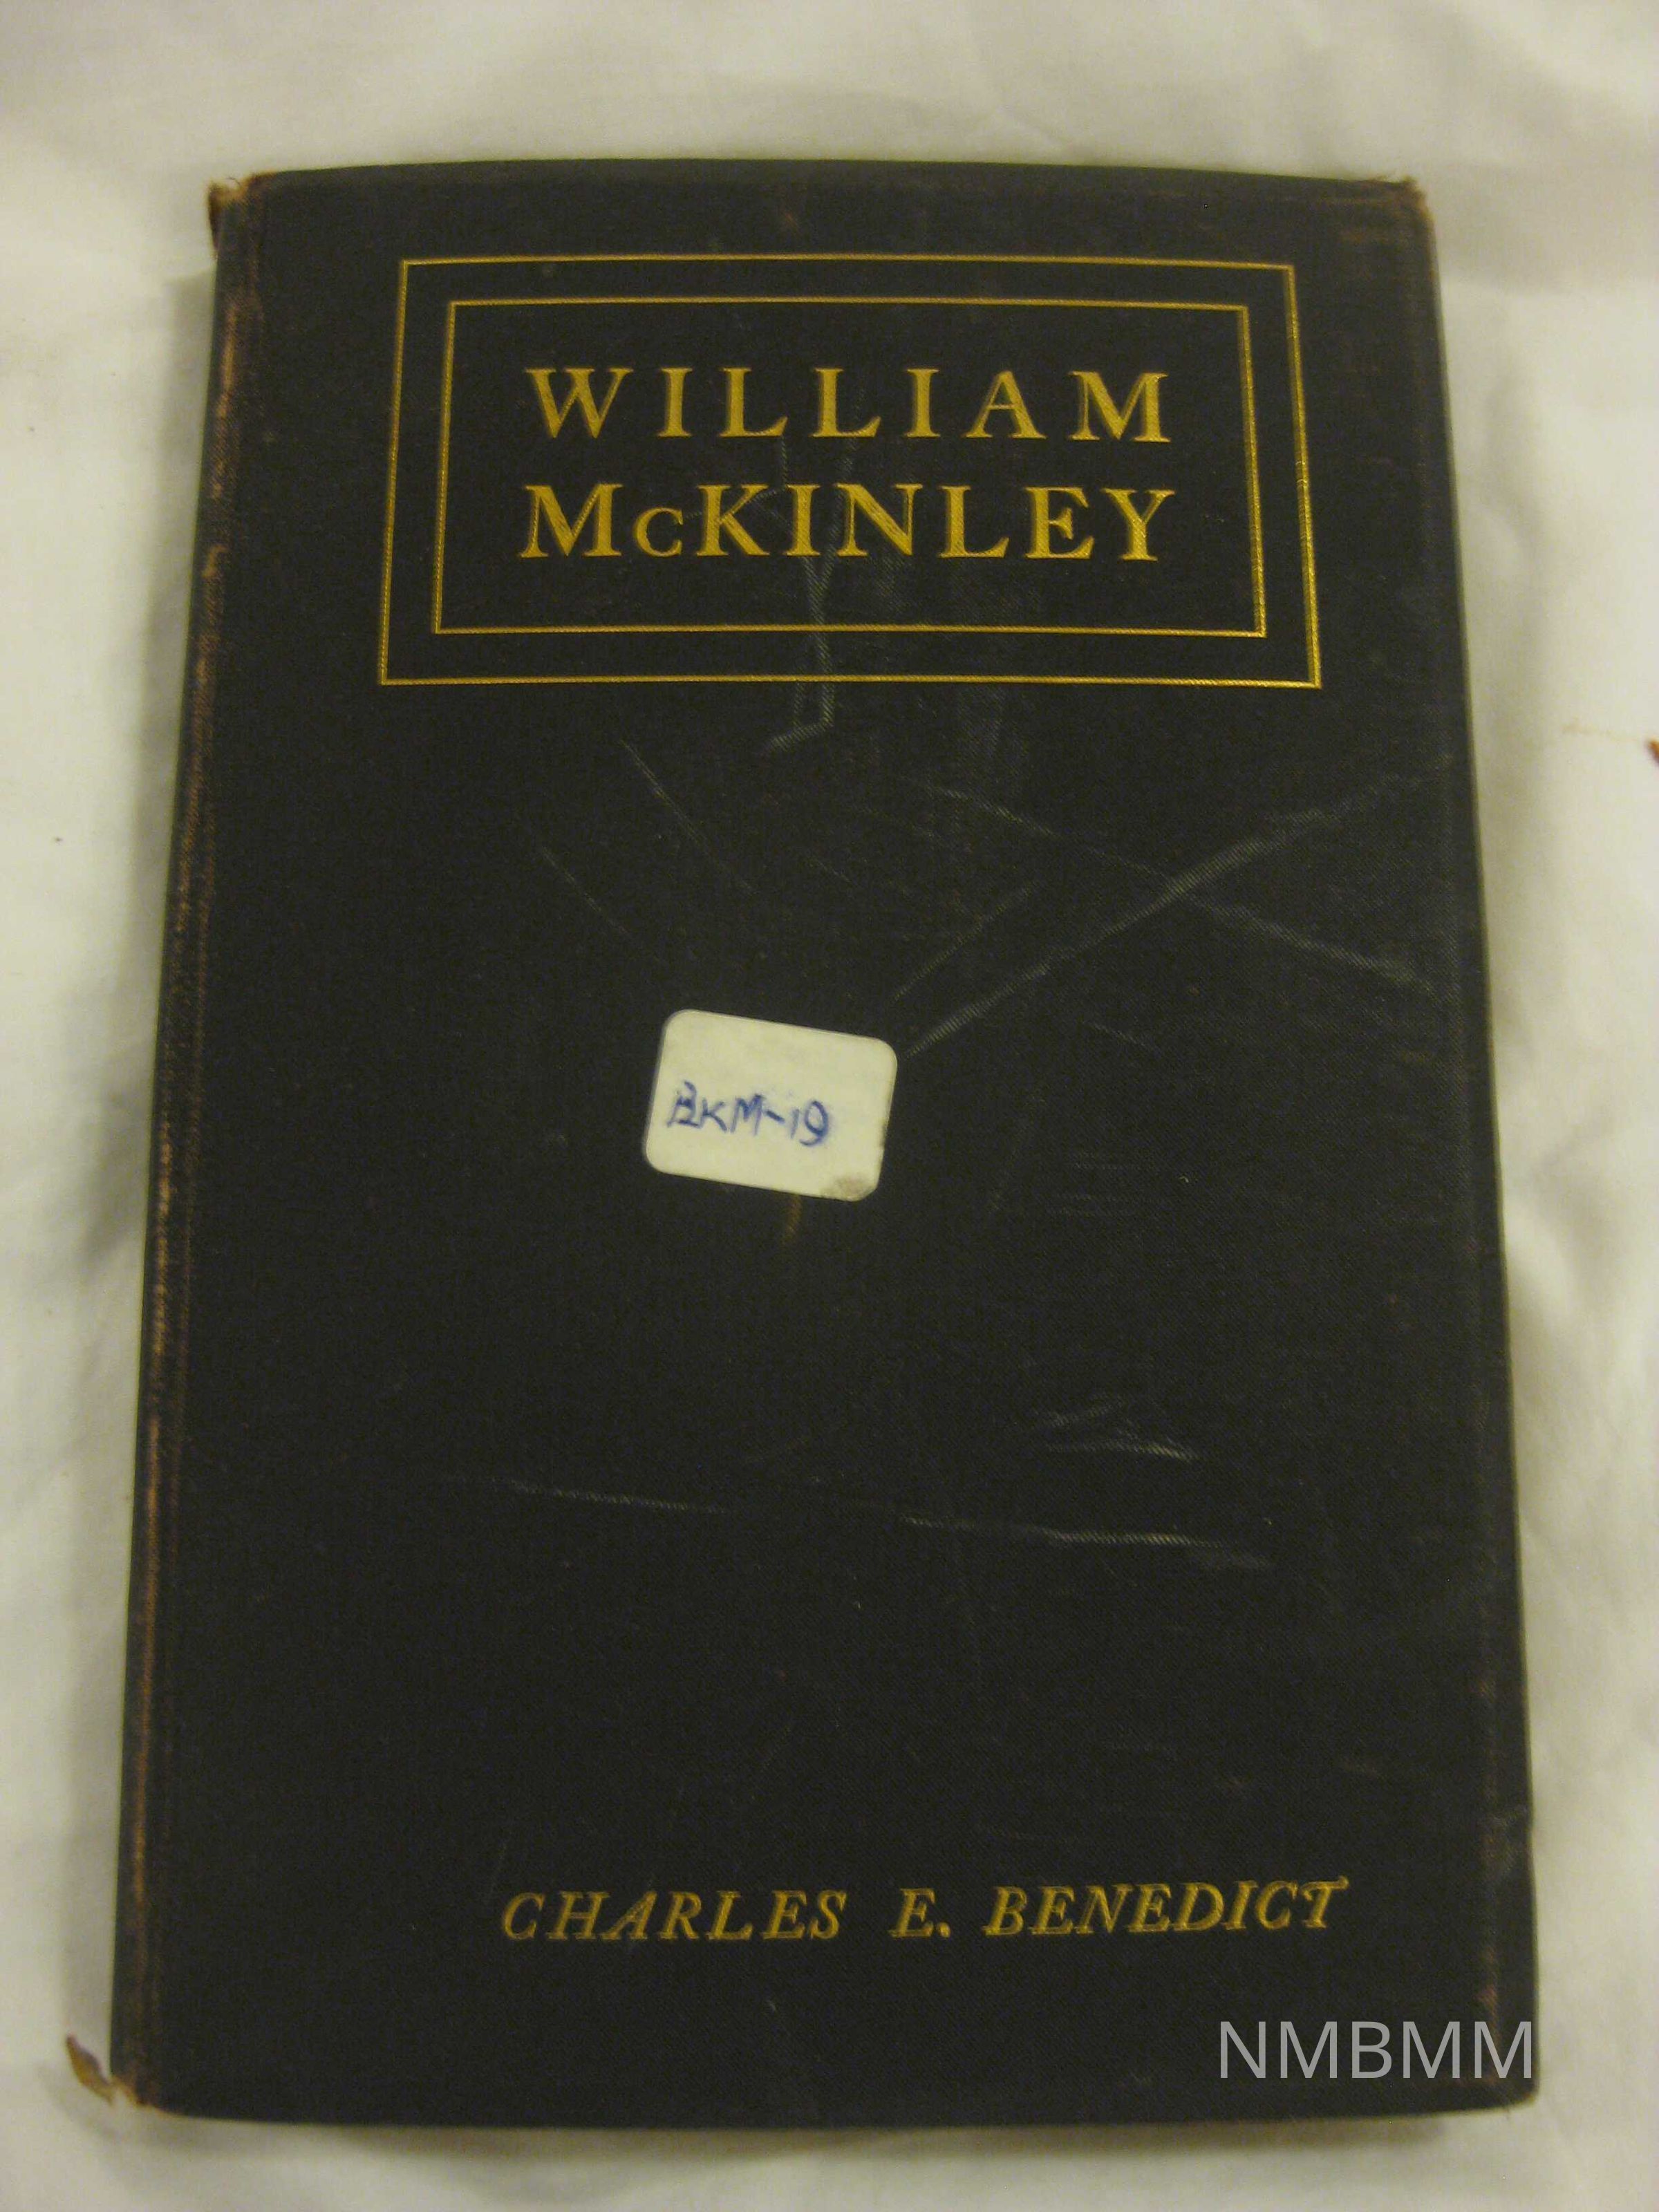 WILLIAM
McKINLEY
BKM-19
CHARLES E. BENEDICT
NMBMM